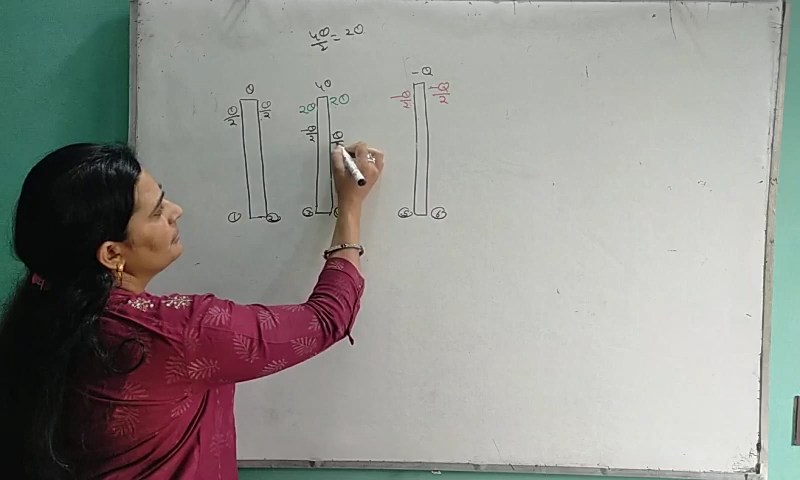 4Q/2 = 2Q
Q 4Q -Q
Q/2 Q/2 2Q 2Q -Q/2 -Q/2
-Q/2 Q
① ② ③ ⑤ ⑥